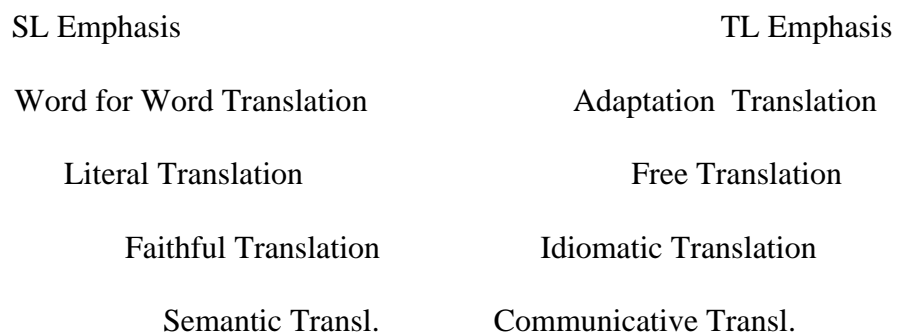 SL Emphasis TL Emphasis
Word for Word Translation Adaptation Translation
Literal Translation Free Translation
Faithful Translation Idiomatic Translation
Semantic Transl. Communicative Transl.